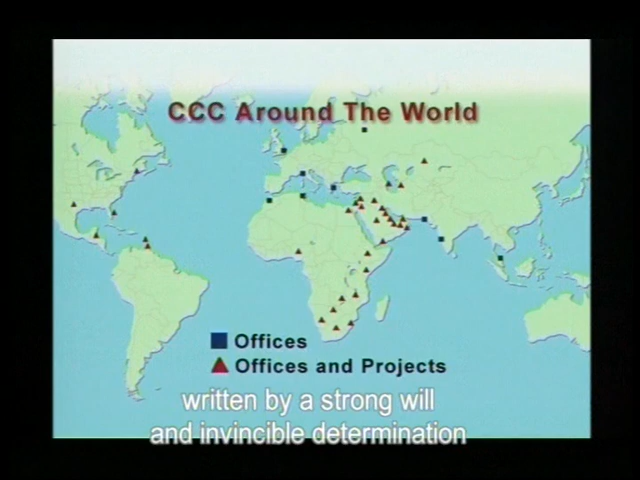 CCC Around The World
Offices
Offices and Projects
written by a strong will
and invincible determination